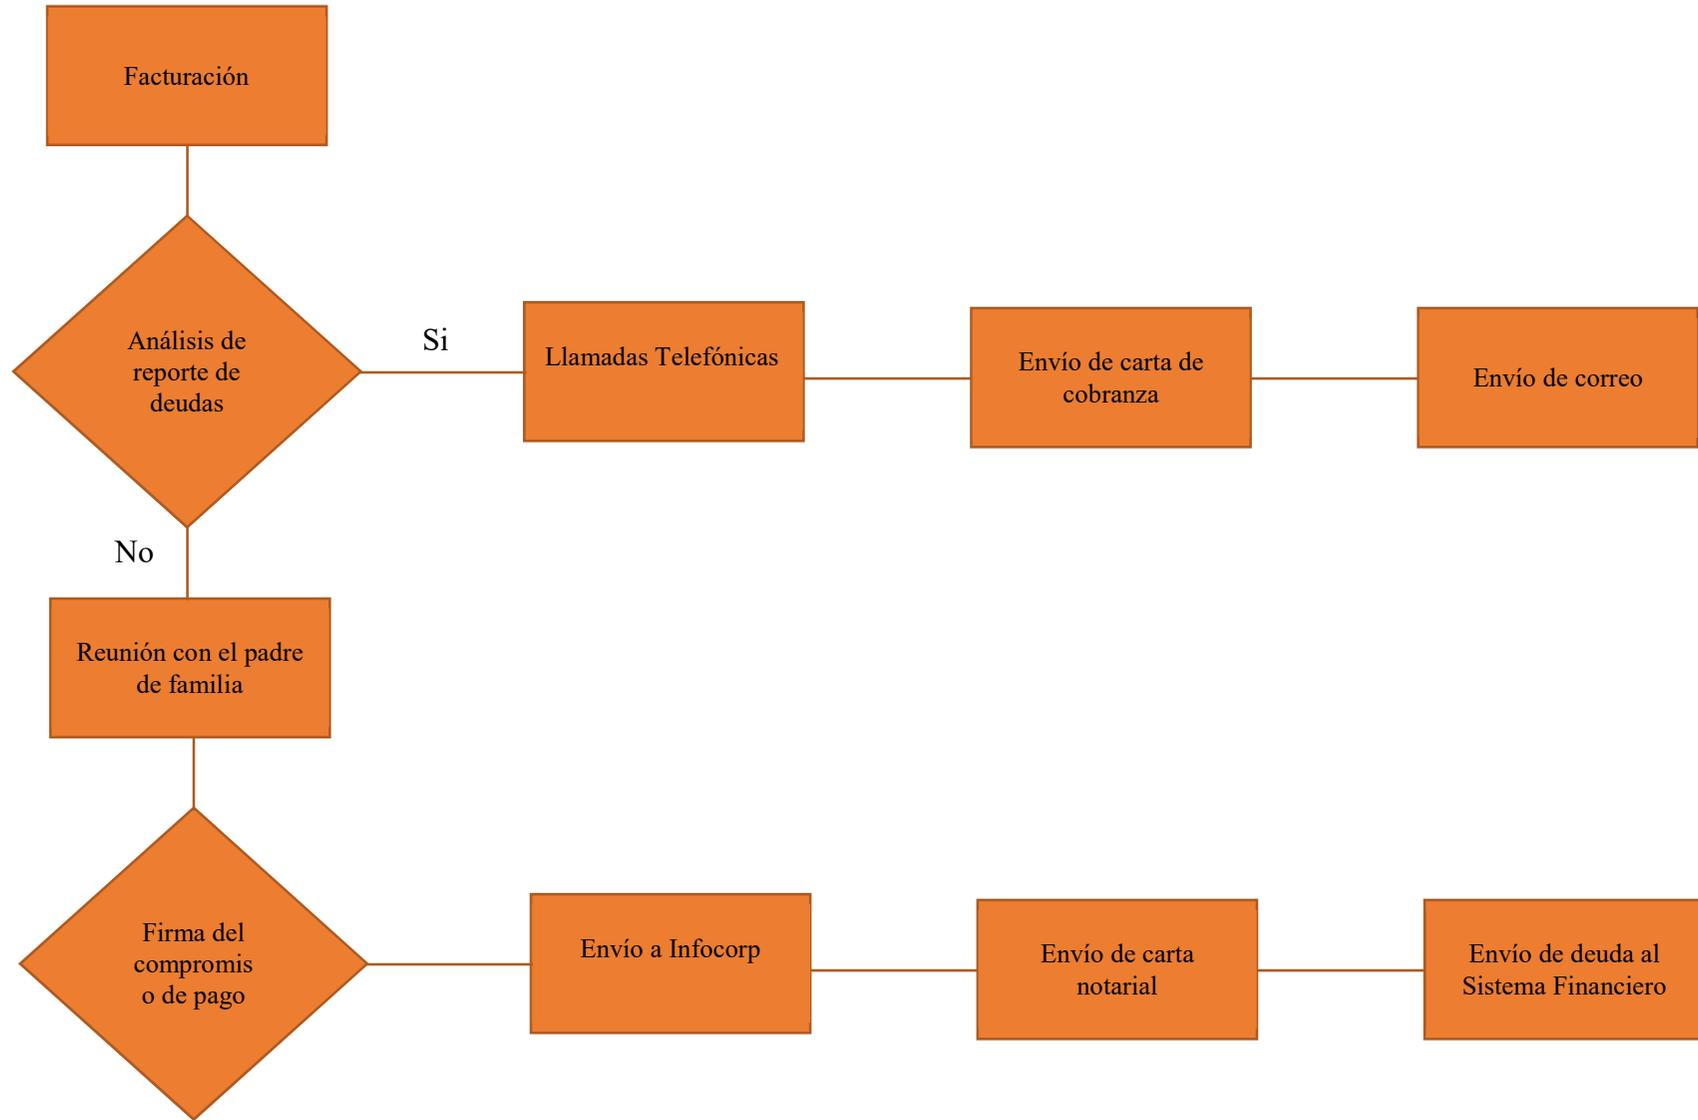 Facturación
Análisis de
reporte de
deudas
Si
Llamadas Telefónicas
Envío de carta de
cobranza
Envío de correo
No
Reunión con el padre
de familia
Firma del
compromis
o de pago
Envío a Infocorp
Envío de carta
notarial
Envío de deuda al
Sistema Financiero